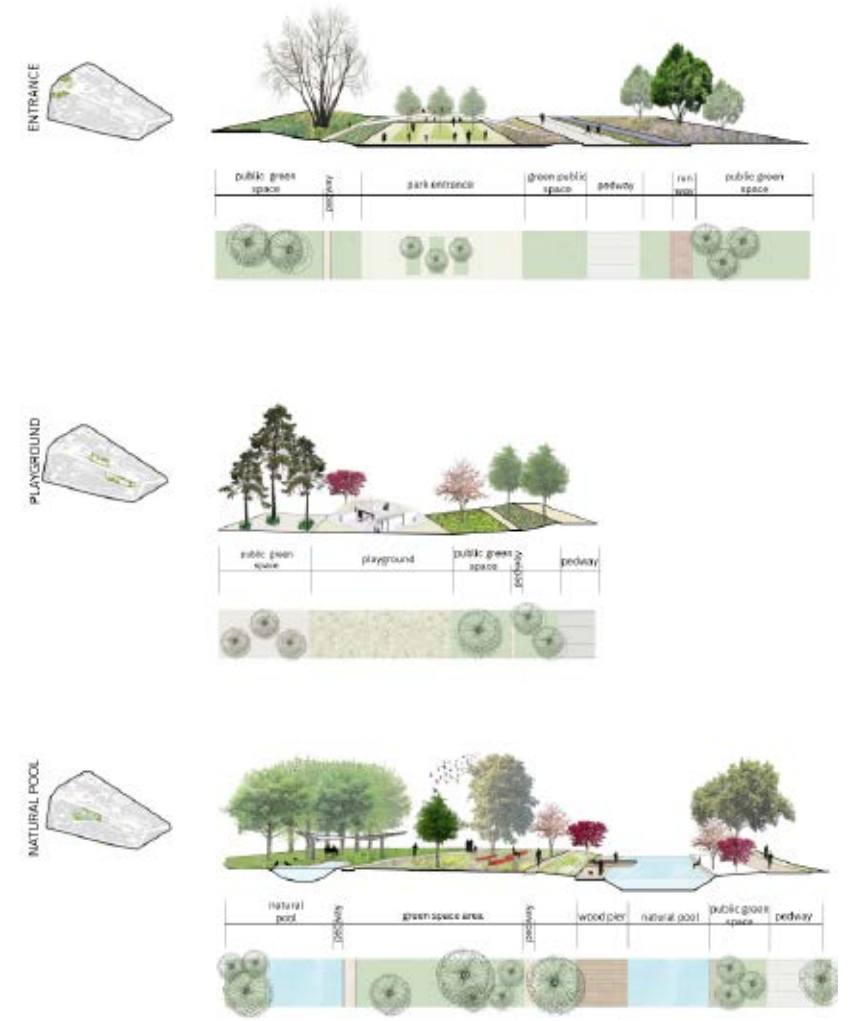 ENTRANCE
public green
space
pedway
park entrance
green public
space
pedway
run
way
public green
space
PLAYGROUND
public green
space
playground
public green
space
pedway
pedway
NATURAL POOL
natural
pool
pedway
green space area
pedway
wood pier
natural pool
public green
space
pedway